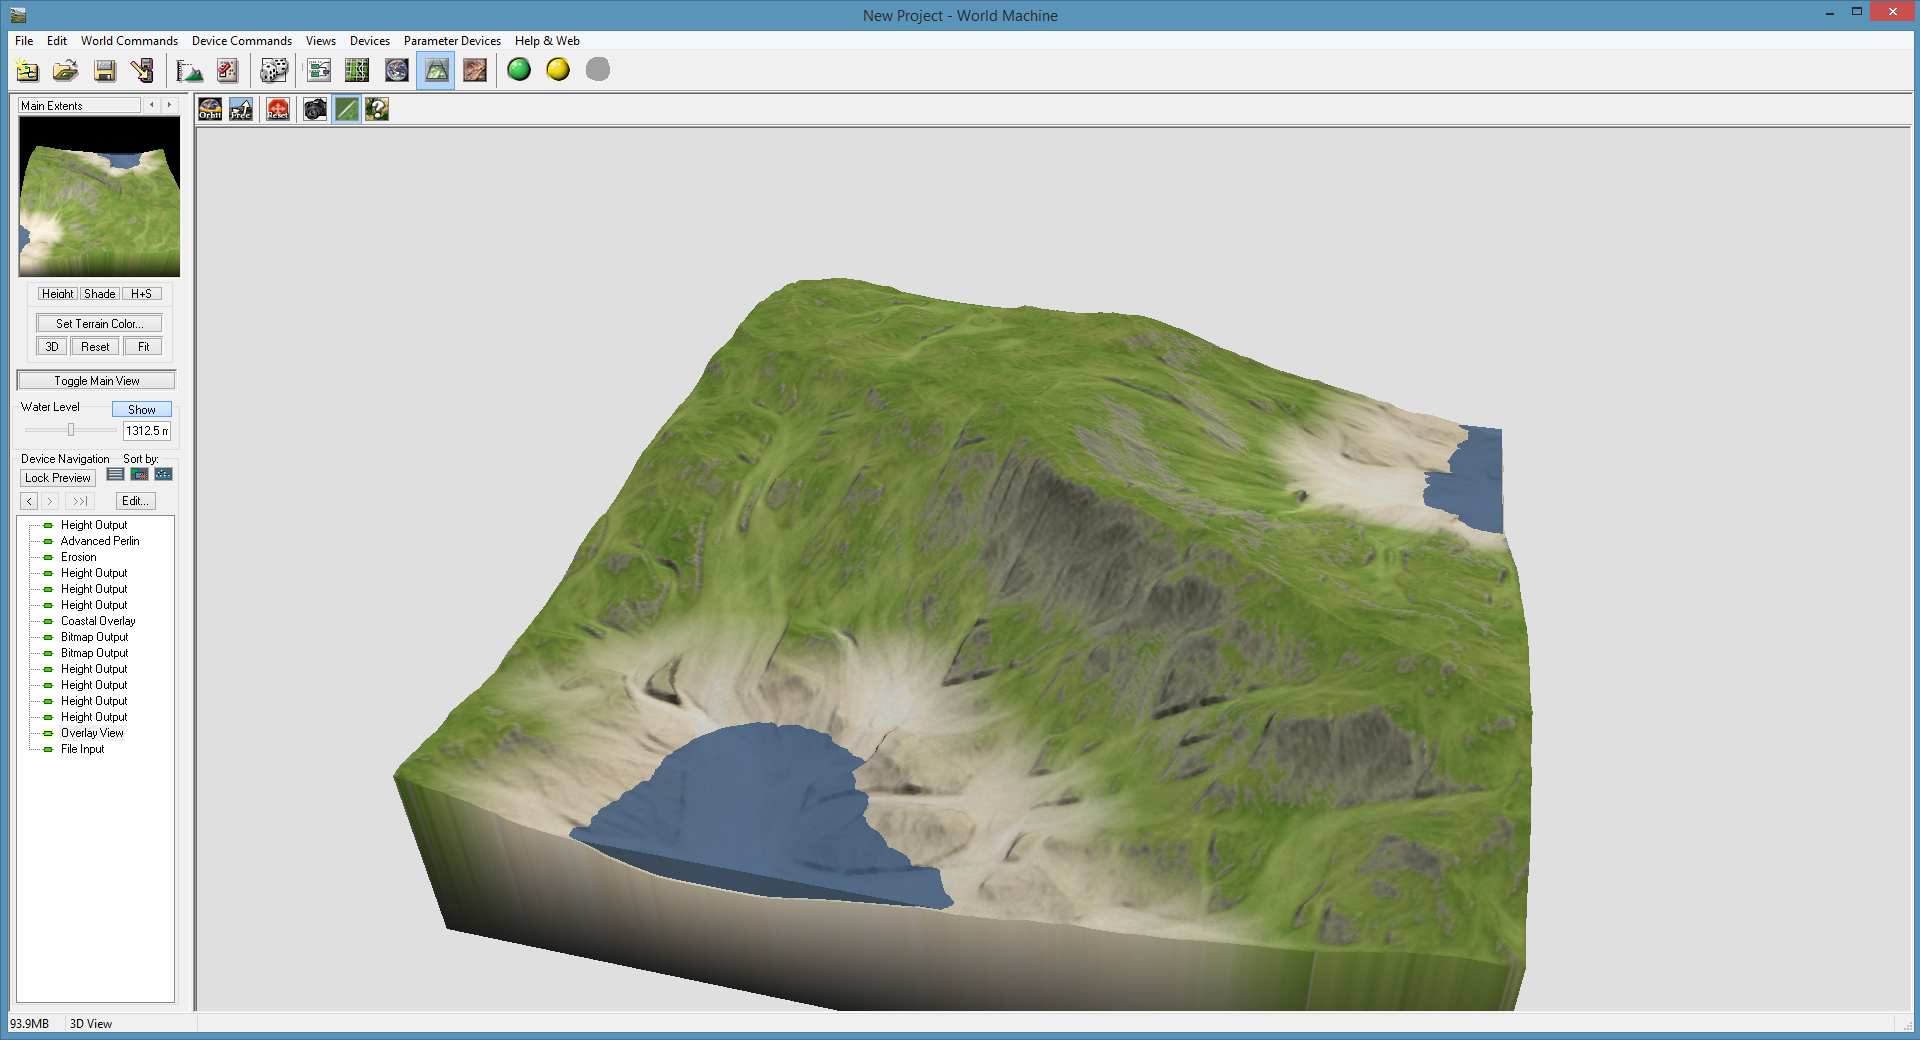 New Project - World Machine
File Edit World Commands Device Commands Views Devices Parameter Devices Help & Web
Main Extents
Orbit Free Reset
Height Shade H+S
Set Terrain Color...
3D Reset Fit
Toggle Main View
Water Level Show
1312.5 m
Device Navigation Sort by:
Lock Preview
< > >>| Edit...
Height Output
Advanced Perlin
Erosion
Height Output
Height Output
Height Output
Coastal Overlay
Bitmap Output
Bitmap Output
Height Output
Height Output
Height Output
Height Output
Overlay View
File Input
93.9MB 3D View